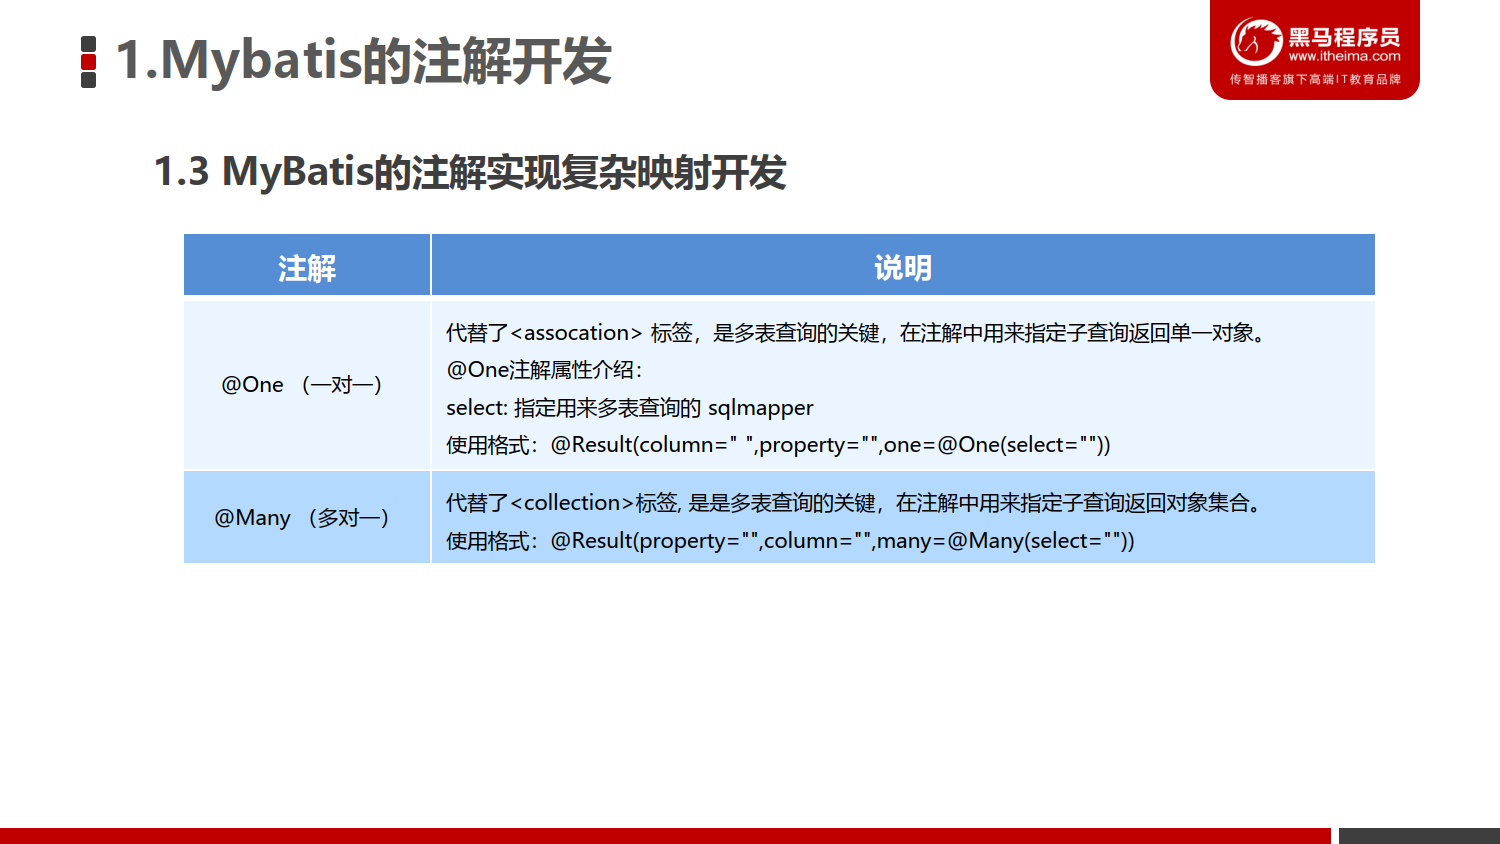 1.Mybatis的注解开发
黑马程序员
www.itheima.com
传智播客旗下高端IT教育品牌
1.3 MyBatis的注解实现复杂映射开发
注解
说明
@One （一对一）
代替了<assocation> 标签，是多表查询的关键，在注解中用来指定子查询返回单一对象。
@One注解属性介绍：
select: 指定用来多表查询的 sqlmapper
使用格式：@Result(column=" ",property="",one=@One(select=""))
@Many （多对一）
代替了<collection>标签, 是是多表查询的关键，在注解中用来指定子查询返回对象集合。
使用格式：@Result(property="",column="",many=@Many(select=""))